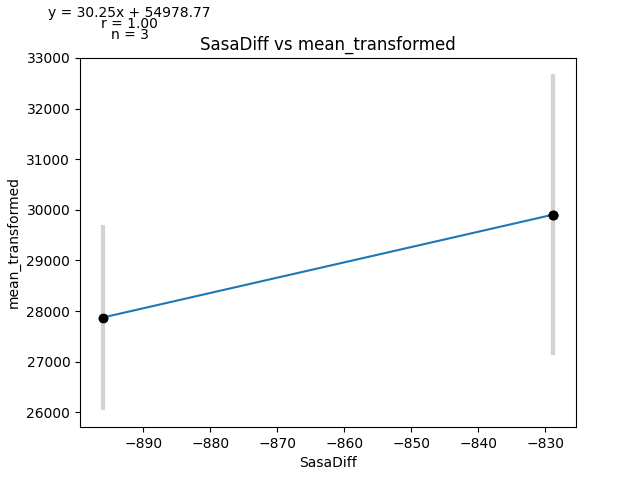 y = 30.25x + 54978.77
r = 1.00
n = 3
SasaDiff vs mean_transformed
33000
32000
31000
30000
29000
28000
27000
26000
mean_transformed
−890
−880
−870
−860
−850
−840
−830
SasaDiff